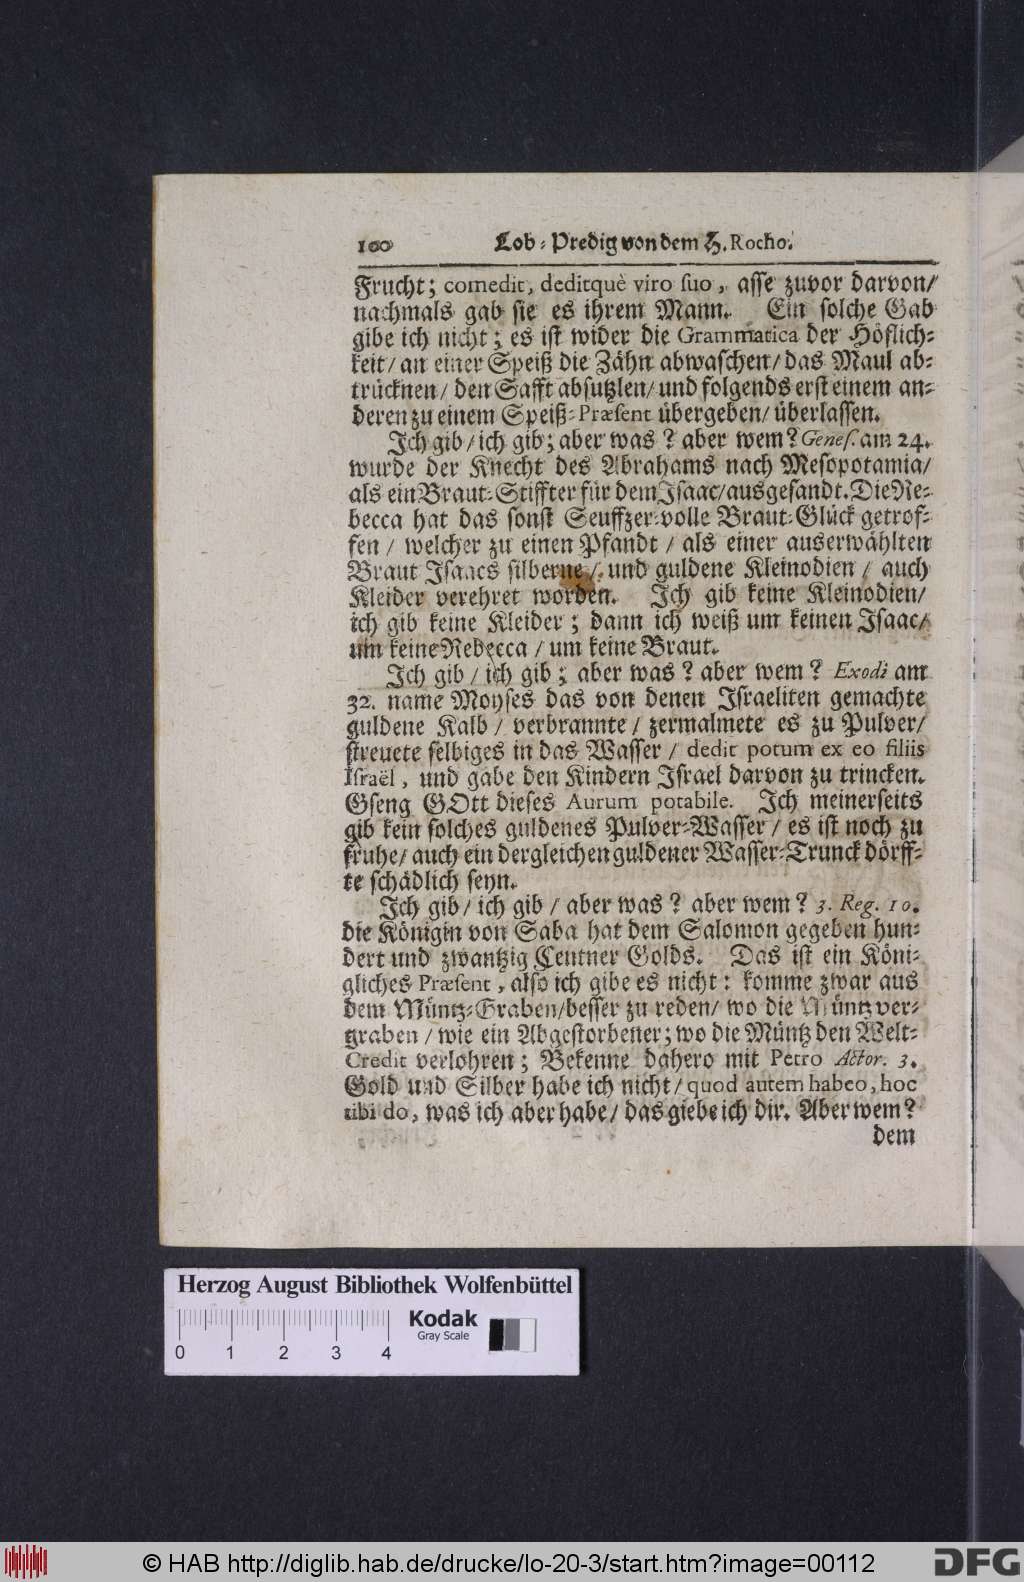 100 Lob-Predig von dem H. Rocho.
Frucht; comedit, deditquè viro suo, asse zuvor darvon/
nachmals gab sie es ihrem Mann. Ein solche Gab
gibe ich nicht; es ist wider die Grammatica der Höflich-
keit/ an einer Speiß die Zähn abwaschen/ das Maul ab-
trücknen/ den Safft absutzlen/ und folgends erst einem an-
deren zu einem Speiß-Præsent übergeben/ überlassen.
Ich gib/ ich gib; aber was? aber wem? Genes. am 24.
wurde der Knecht des Abrahams nach Mesopotamia/
als ein Braut-Stiffter für dem Isaac/ ausgesandt. Die Re-
becca hat das sonst Seuffzer-volle Braut-Glück getrof-
fen/ welcher zu einen Pfandt/ als einer auserwählten
Braut Isaacs silberne/ und guldene Kleinodien/ auch
Kleider verehret worden. Ich gib keine Kleinodien/
ich gib keine Kleider; dann ich weiß um keinen Isaac/
um keine Rebecca/ um keine Braut.
Ich gib/ ich gib; aber was? aber wem? Exodi am
32. name Moyses das von denen Israeliten gemachte
guldene Kalb/ verbrannte/ zermalmete es zu Pulver/
streuete selbiges in das Wasser/ dedit potum ex eo filiis
Israël, und gabe den Kindern Israel darvon zu trincken.
Gseng GOtt dieses Aurum potabile. Ich meinerseits
gib kein solches guldenes Pulver-Wasser/ es ist noch zu
fruhe/ auch ein dergleichen guldener Wasser-Trunck dörff-
te schädlich seyn.
Ich gib/ ich gib/ aber was? aber wem? 3. Reg. 10.
die Königin von Saba hat dem Salomon gegeben hun-
dert und zwantzig Centner Golds. Das ist ein Köni-
gliches Præsent, also ich gibe es nicht: komme zwar aus
dem Müntz-Graben/ besser zu reden/ wo die Müntz ver-
graben/ wie ein Abgestorbener; wo die Müntz den Welt-
Credit verlohren; Bekenne dahero mit Petro Actor. 3.
Gold und Silber habe ich nicht/ quod autem habeo, hoc
tibi do, was ich aber habe/ das giebe ich dir. Aber wem?
dem
Herzog August Bibliothek Wolfenbüttel
Kodak
Gray Scale
0 1 2 3 4
© HAB http://diglib.hab.de/drucke/lo-20-3/start.htm?image=00112
DFG